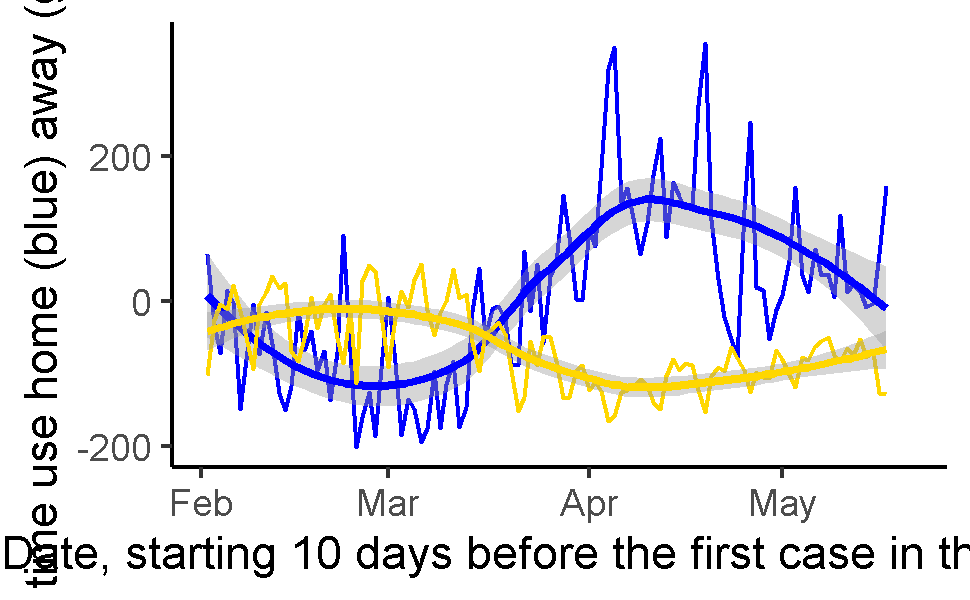 time use home (blue) away (
200
0
-200
Feb Mar Apr May
Date, starting 10 days before the first case in th